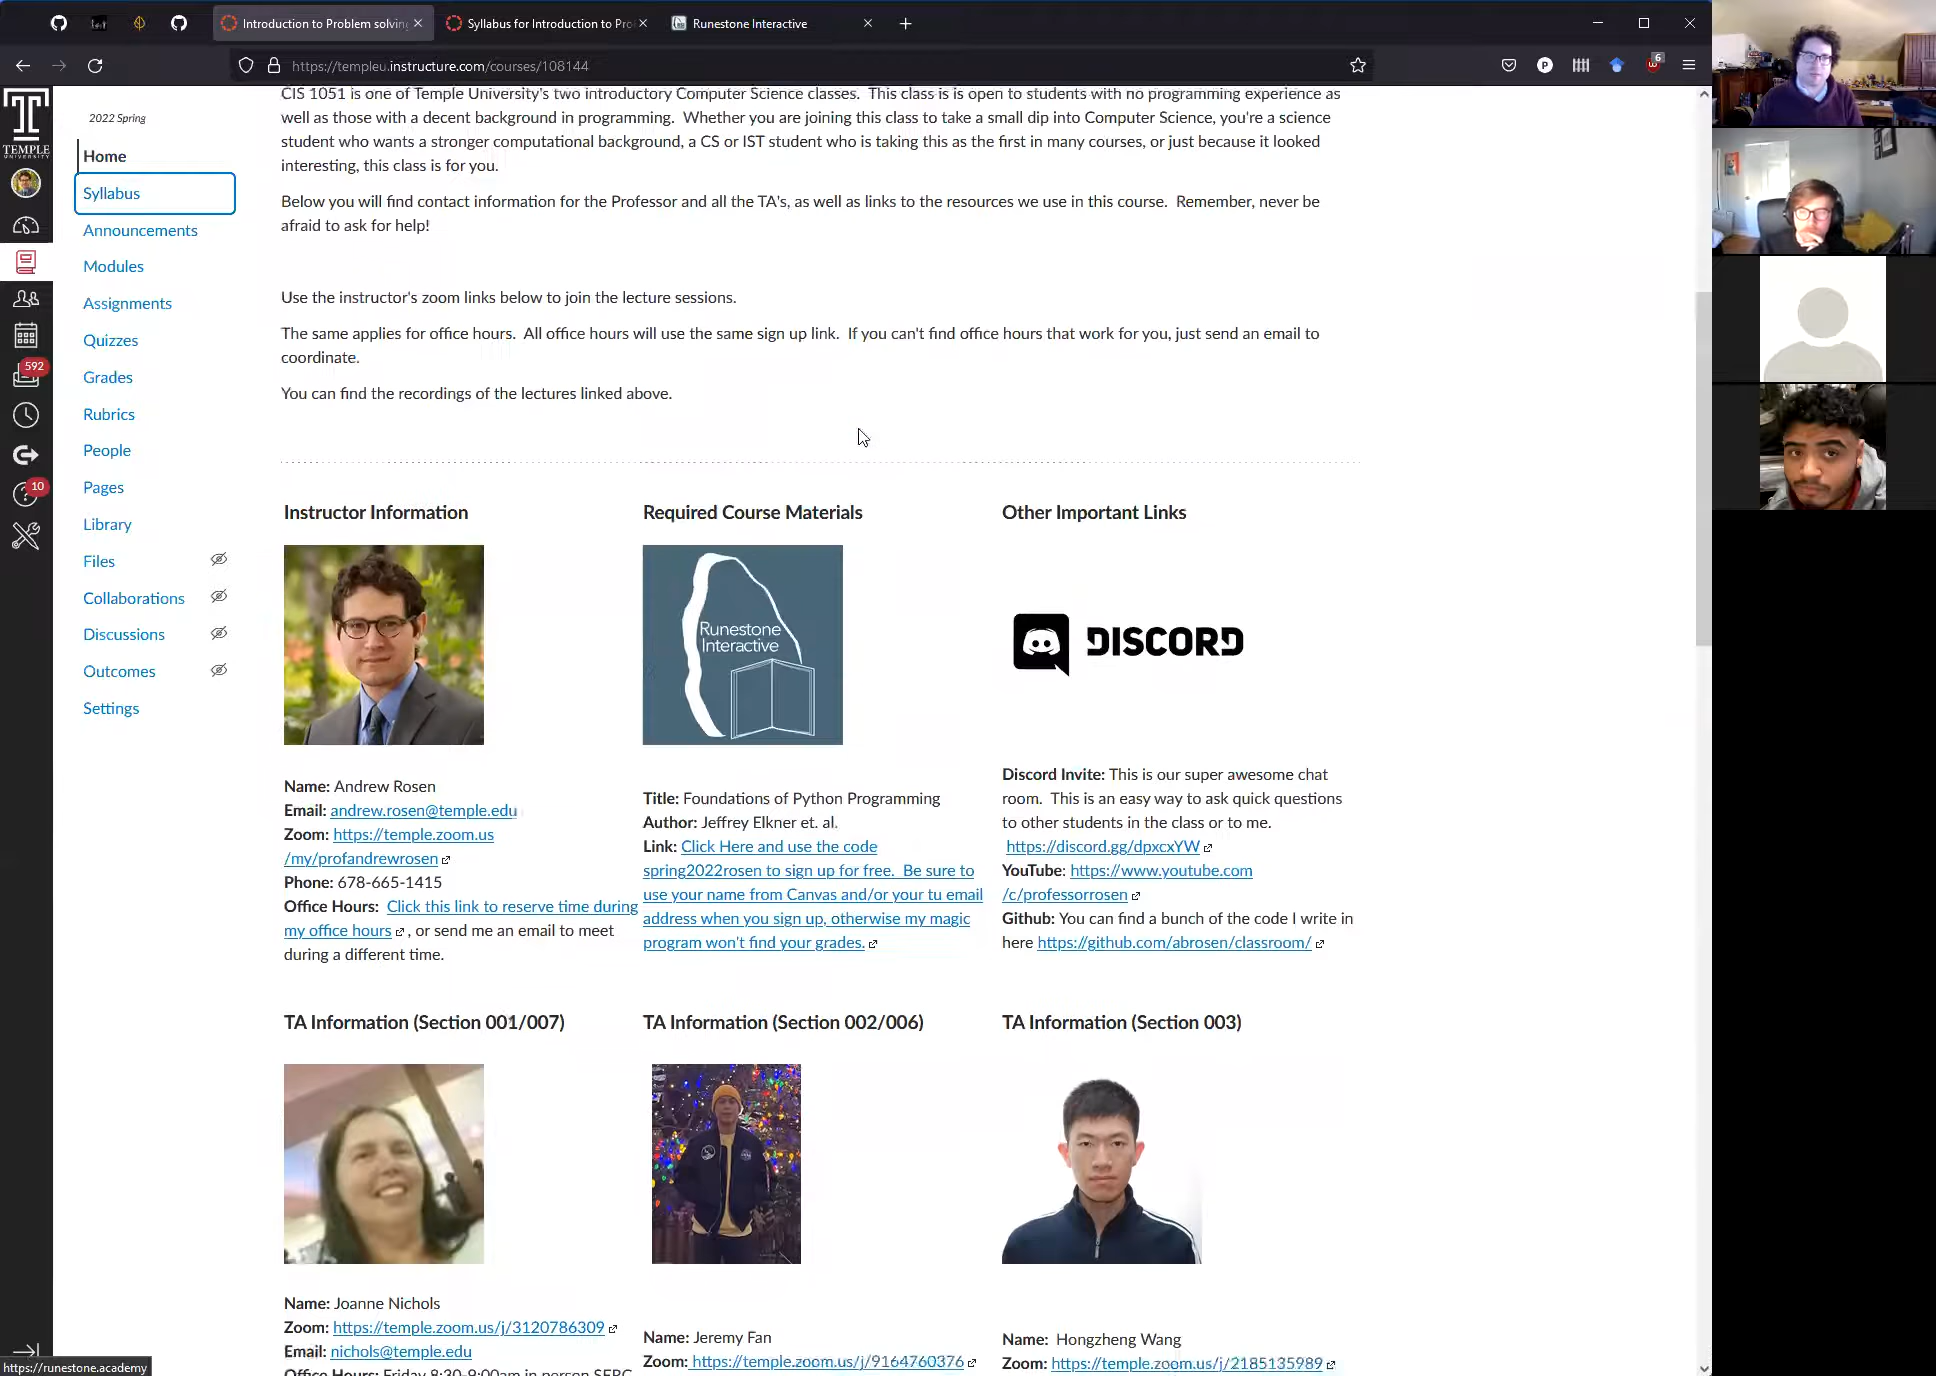 Introduction to Problem solving
Syllabus for Introduction to Pro
Runestone Interactive
https://templeu.instructure.com/courses/108144
6
TEMPLE
UNIVERSITY
592
10
2022 Spring
Home
Syllabus
Announcements
Modules
Assignments
Quizzes
Grades
Rubrics
People
Pages
Library
Files
Collaborations
Discussions
Outcomes
Settings
CIS 1051 is one of Temple University's two introductory Computer Science classes. This class is is open to students with no programming experience as
well as those with a decent background in programming. Whether you are joining this class to take a small dip into Computer Science, you're a science
student who wants a stronger computational background, a CS or IST student who is taking this as the first in many courses, or just because it looked
interesting, this class is for you.
Below you will find contact information for the Professor and all the TA's, as well as links to the resources we use in this course. Remember, never be
afraid to ask for help!
Use the instructor's zoom links below to join the lecture sessions.
The same applies for office hours. All office hours will use the same sign up link. If you can't find office hours that work for you, just send an email to
coordinate.
You can find the recordings of the lectures linked above.
Instructor Information
Name: Andrew Rosen
Email: andrew.rosen@temple.edu
Zoom: https://temple.zoom.us
/my/profandrewrosen
Phone: 678-665-1415
Office Hours: Click this link to reserve time during
my office hours , or send me an email to meet
during a different time.
Required Course Materials
Runestone
Interactive
Title: Foundations of Python Programming
Author: Jeffrey Elkner et. al.
Link: Click Here and use the code
spring2022rosen to sign up for free. Be sure to
use your name from Canvas and/or your tu email
address when you sign up, otherwise my magic
program won't find your grades.
Other Important Links
DISCORD
Discord Invite: This is our super awesome chat
room. This is an easy way to ask quick questions
to other students in the class or to me.
https://discord.gg/dpxcxYW
YouTube: https://www.youtube.com
/c/professorrosen
Github: You can find a bunch of the code I write in
here https://github.com/abrosen/classroom/
TA Information (Section 001/007)
Name: Joanne Nichols
Zoom: https://temple.zoom.us/j/3120786309
Email: nichols@temple.edu
Office Hours: Friday 8:30-9:00am in person SERC
TA Information (Section 002/006)
Name: Jeremy Fan
Zoom: https://temple.zoom.us/j/9164760376
TA Information (Section 003)
Name: Hongzheng Wang
Zoom: https://temple.zoom.us/j/2185135989
https://runestone.academy